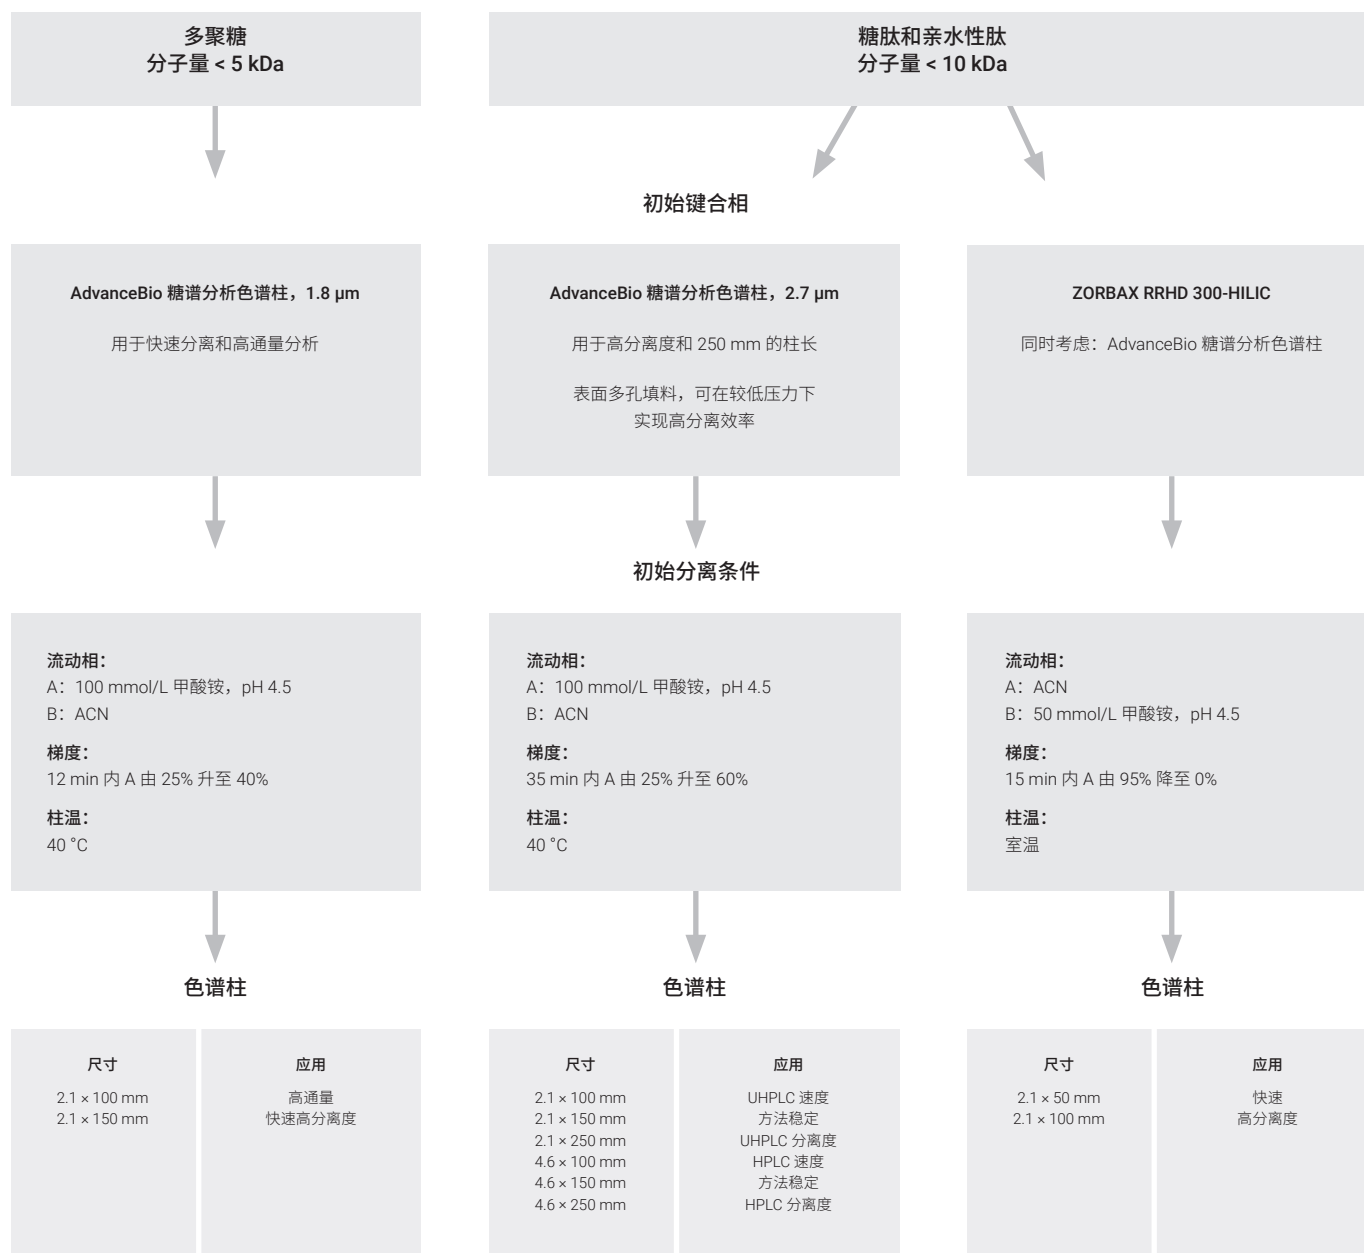 多聚糖
分子量 < 5 kDa
糖肽和亲水性肽
分子量 < 10 kDa
初始键合相
AdvanceBio 糖谱分析色谱柱，1.8 μm
用于快速分离和高通量分析
AdvanceBio 糖谱分析色谱柱，2.7 μm
用于高分离度和 250 mm 的柱长
表面多孔填料，可在较低压力下
实现高分离效率
ZORBAX RRHD 300-HILIC
同时考虑：AdvanceBio 糖谱分析色谱柱
初始分离条件
流动相：
A：100 mmol/L 甲酸铵，pH 4.5
B：ACN
梯度：
12 min 内 A 由 25% 升至 40%
柱温：
40 °C
流动相：
A：100 mmol/L 甲酸铵，pH 4.5
B：ACN
梯度：
35 min 内 A 由 25% 升至 60%
柱温：
40 °C
流动相：
A：ACN
B：50 mmol/L 甲酸铵，pH 4.5
梯度：
15 min 内 A 由 95% 降至 0%
柱温：
室温
色谱柱
色谱柱
色谱柱
尺寸 应用
2.1 × 100 mm 高通量
2.1 × 150 mm 快速高分离度
尺寸 应用
2.1 × 100 mm UHPLC 速度
2.1 × 150 mm 方法稳定
2.1 × 250 mm UHPLC 分离度
4.6 × 100 mm HPLC 速度
4.6 × 150 mm 方法稳定
4.6 × 250 mm HPLC 分离度
尺寸 应用
2.1 × 50 mm 快速
2.1 × 100 mm 高分离度